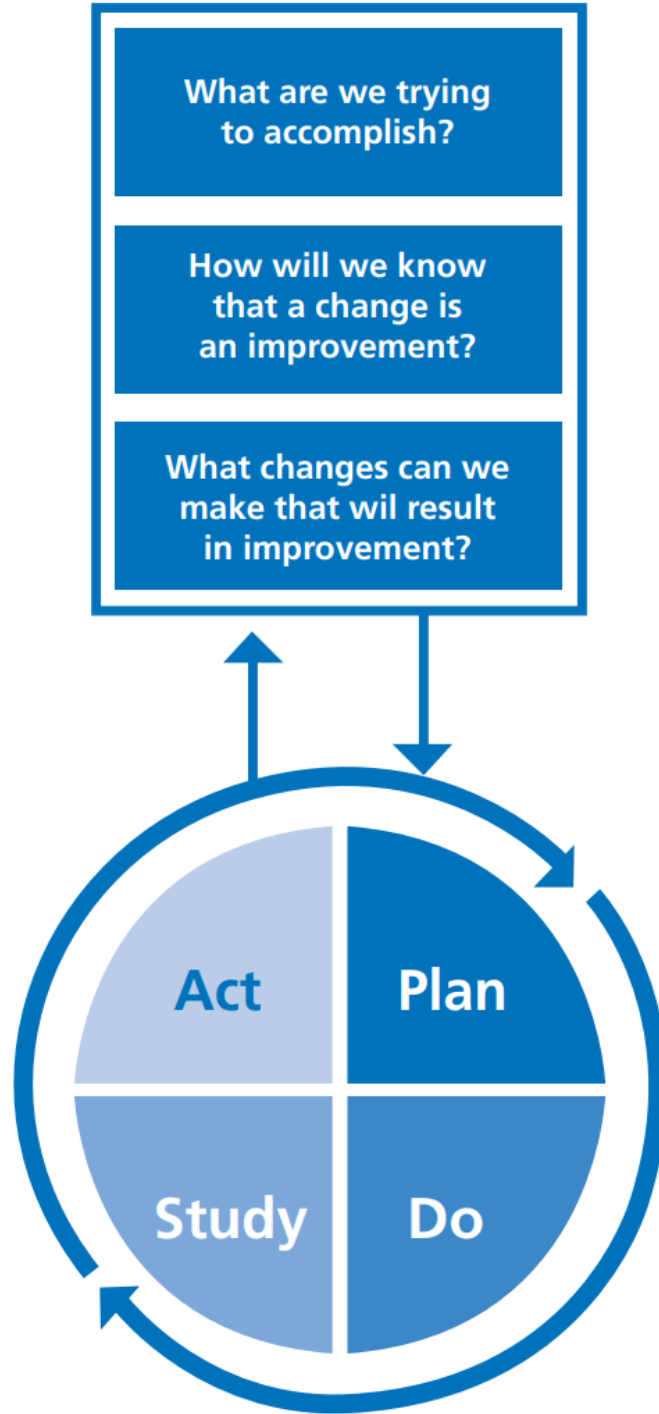 What are we trying
to accomplish?
How will we know
that a change is
an improvement?
What changes can we
make that wil result
in improvement?
Act
Plan
Study
Do